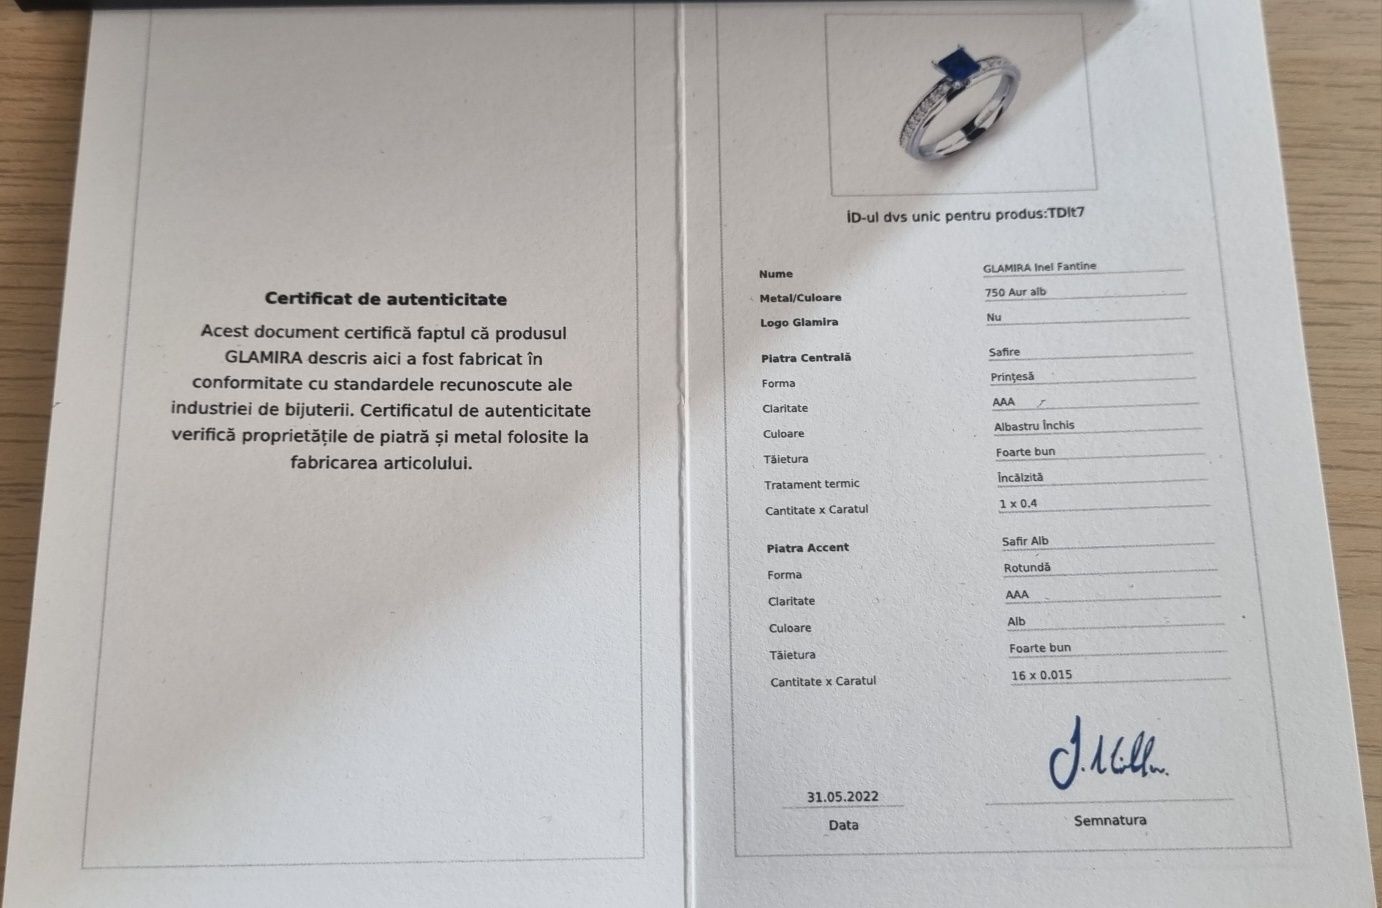 Certificat de autenticitate
Acest document certifică faptul că produsul
GLAMIRA descris aici a fost fabricat în
conformitate cu standardele recunoscute ale
industriei de bijuterii. Certificatul de autenticitate
verifică proprietățile de piatră și metal folosite la
fabricarea articolului.
İD-ul dvs unic pentru produs:TDlt7
Nume GLAMIRA Inel Fantine
Metal/Culoare 750 Aur alb
Logo Glamira Nu
Piatra Centrală Safire
Forma Prințesă
Claritate AAA
Culoare Albastru Închis
Tăietura Foarte bun
Tratament termic Încălzită
Cantitate x Caratul 1 x 0.4
Piatra Accent Safir Alb
Forma Rotundă
Claritate AAA
Culoare Alb
Tăietura Foarte bun
Cantitate x Caratul 16 x 0.015
31.05.2022
Data
Semnatura